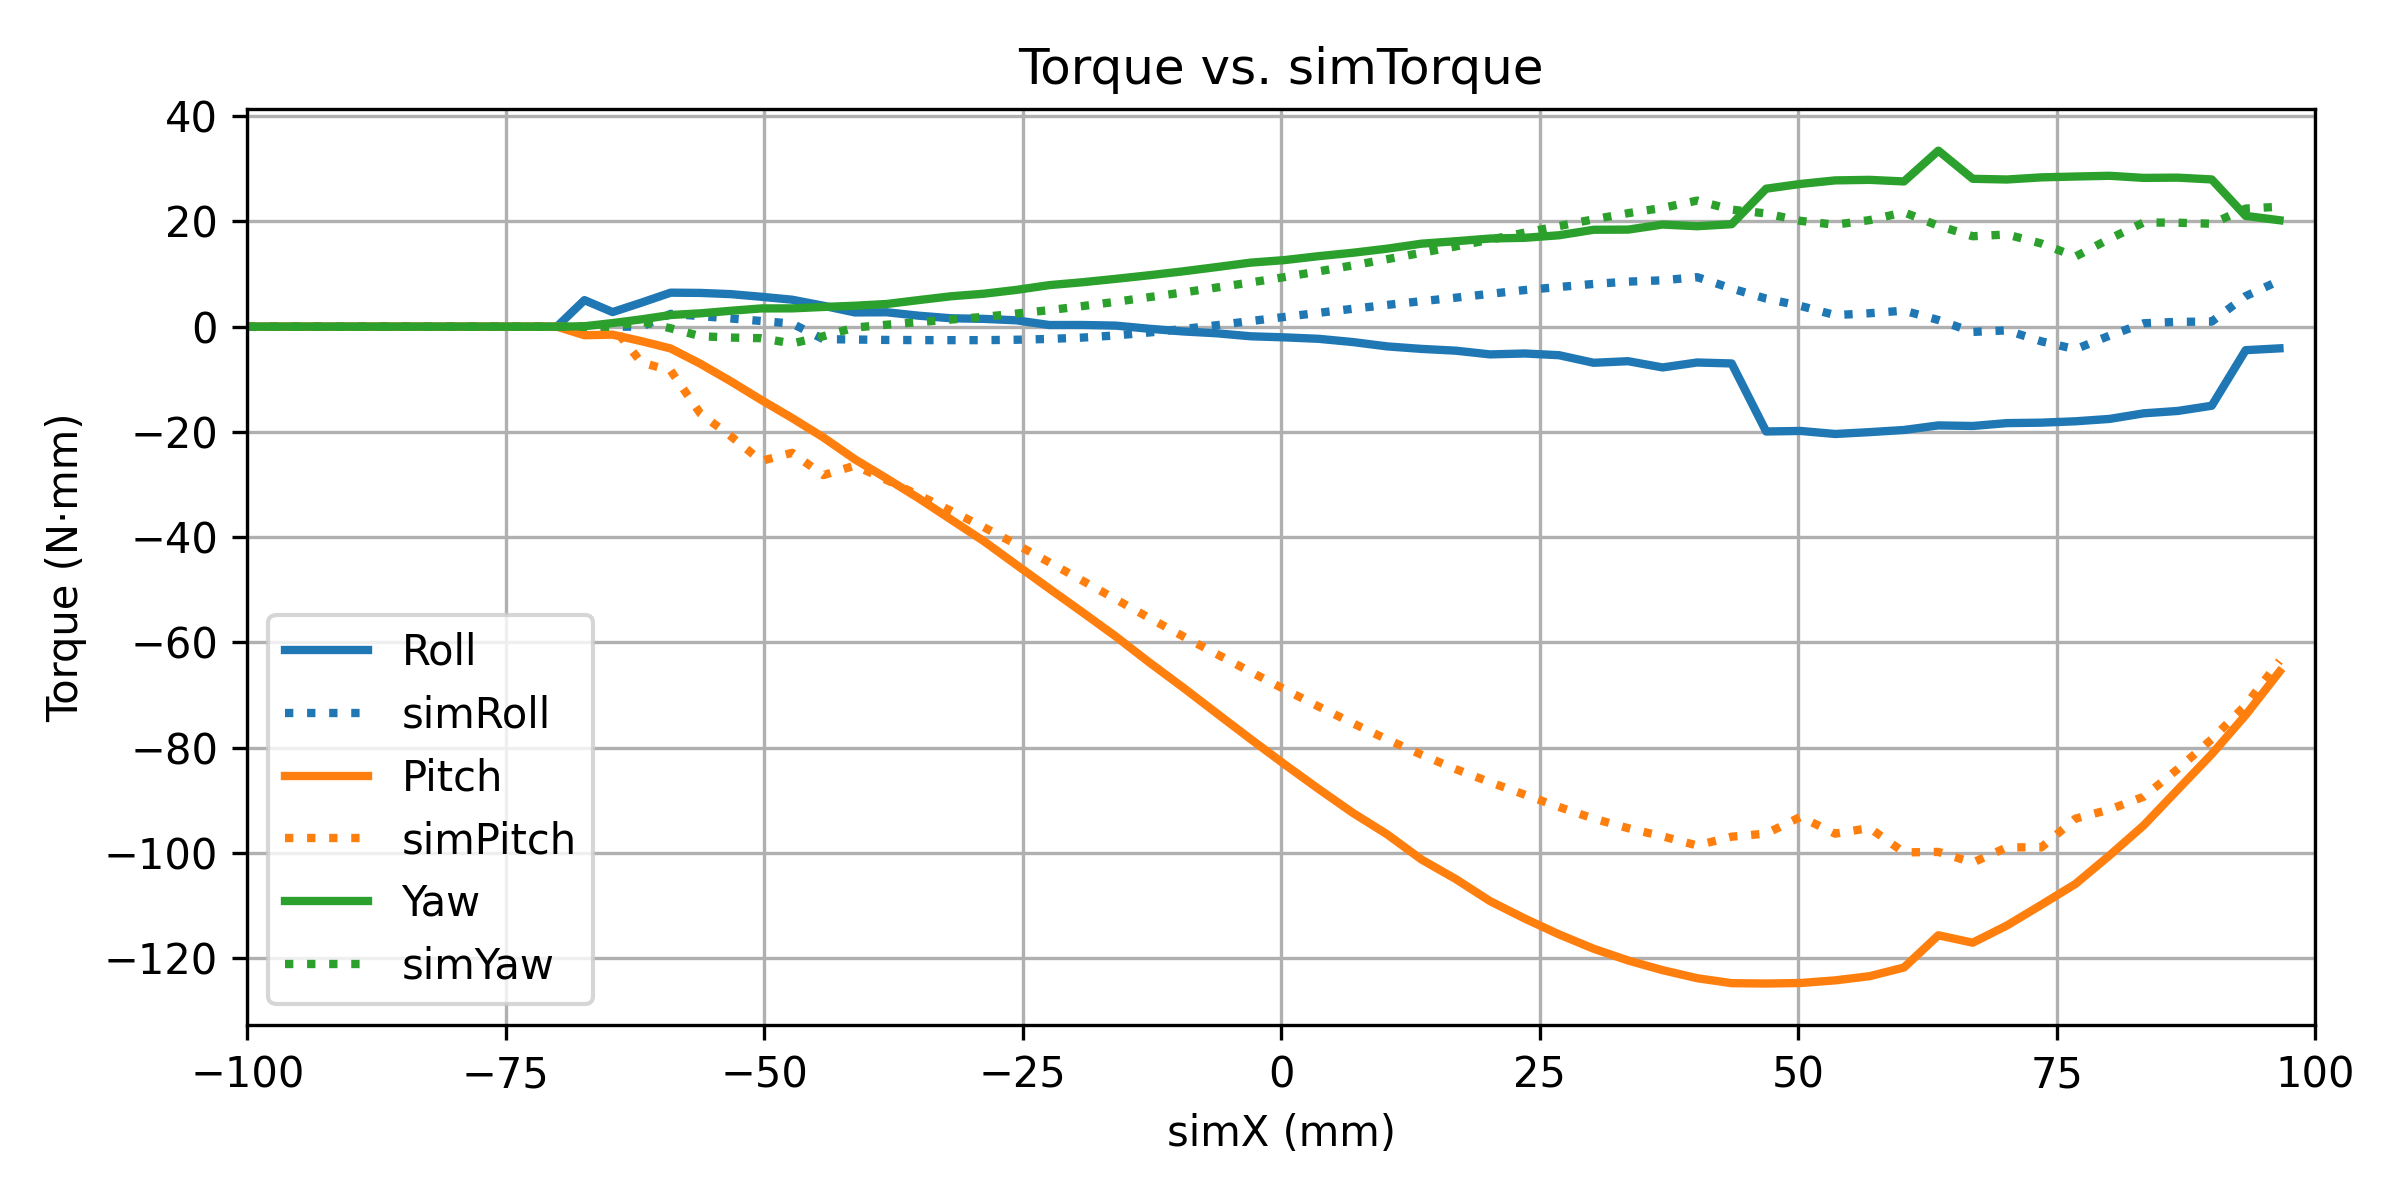 Torque vs. simTorque
40
20
0
−20
−40
−60
−80
−100
−120
Torque (N·mm)
Roll
simRoll
Pitch
simPitch
Yaw
simYaw
−100 −75 −50 −25 0 25 50 75 100
simX (mm)